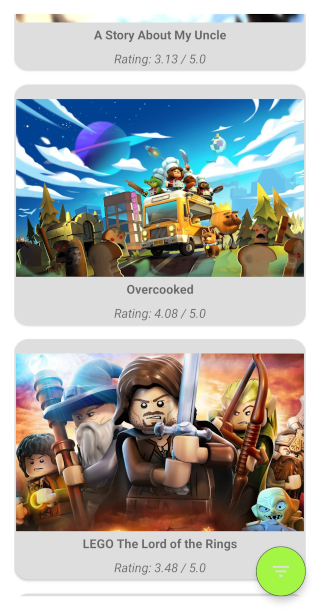 A Story About My Uncle
Rating: 3.13 / 5.0
Overcooked
Rating: 4.08 / 5.0
LEGO The Lord of the Rings
Rating: 3.48 / 5.0